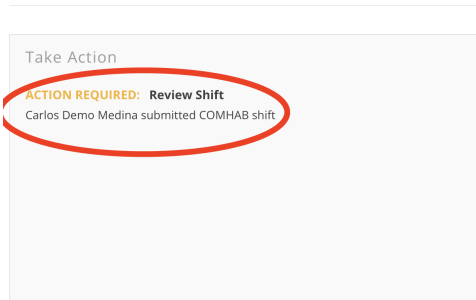 Take Action
ACTION REQUIRED: Review Shift
Carlos Demo Medina submitted COMHAB shift